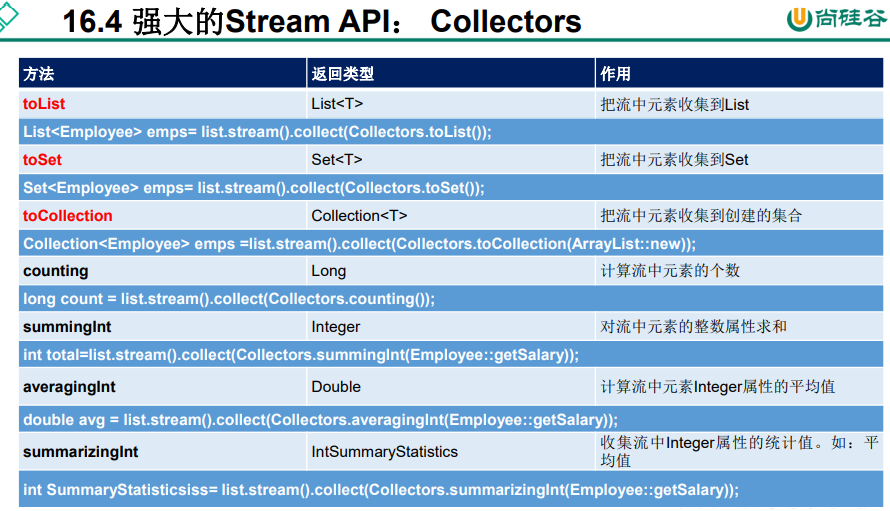 16.4 强大的Stream API： Collectors
尚硅谷
方法 返回类型 作用
toList List<T> 把流中元素收集到List
List<Employee> emps= list.stream().collect(Collectors.toList());
toSet Set<T> 把流中元素收集到Set
Set<Employee> emps= list.stream().collect(Collectors.toSet());
toCollection Collection<T> 把流中元素收集到创建的集合
Collection<Employee> emps =list.stream().collect(Collectors.toCollection(ArrayList::new));
counting Long 计算流中元素的个数
long count = list.stream().collect(Collectors.counting());
summingInt Integer 对流中元素的整数属性求和
int total=list.stream().collect(Collectors.summingInt(Employee::getSalary));
averagingInt Double 计算流中元素Integer属性的平均值
double avg = list.stream().collect(Collectors.averagingInt(Employee::getSalary));
summarizingInt IntSummaryStatistics 收集流中Integer属性的统计值。如：平
均值
int SummaryStatisticsiss= list.stream().collect(Collectors.summarizingInt(Employee::getSalary));